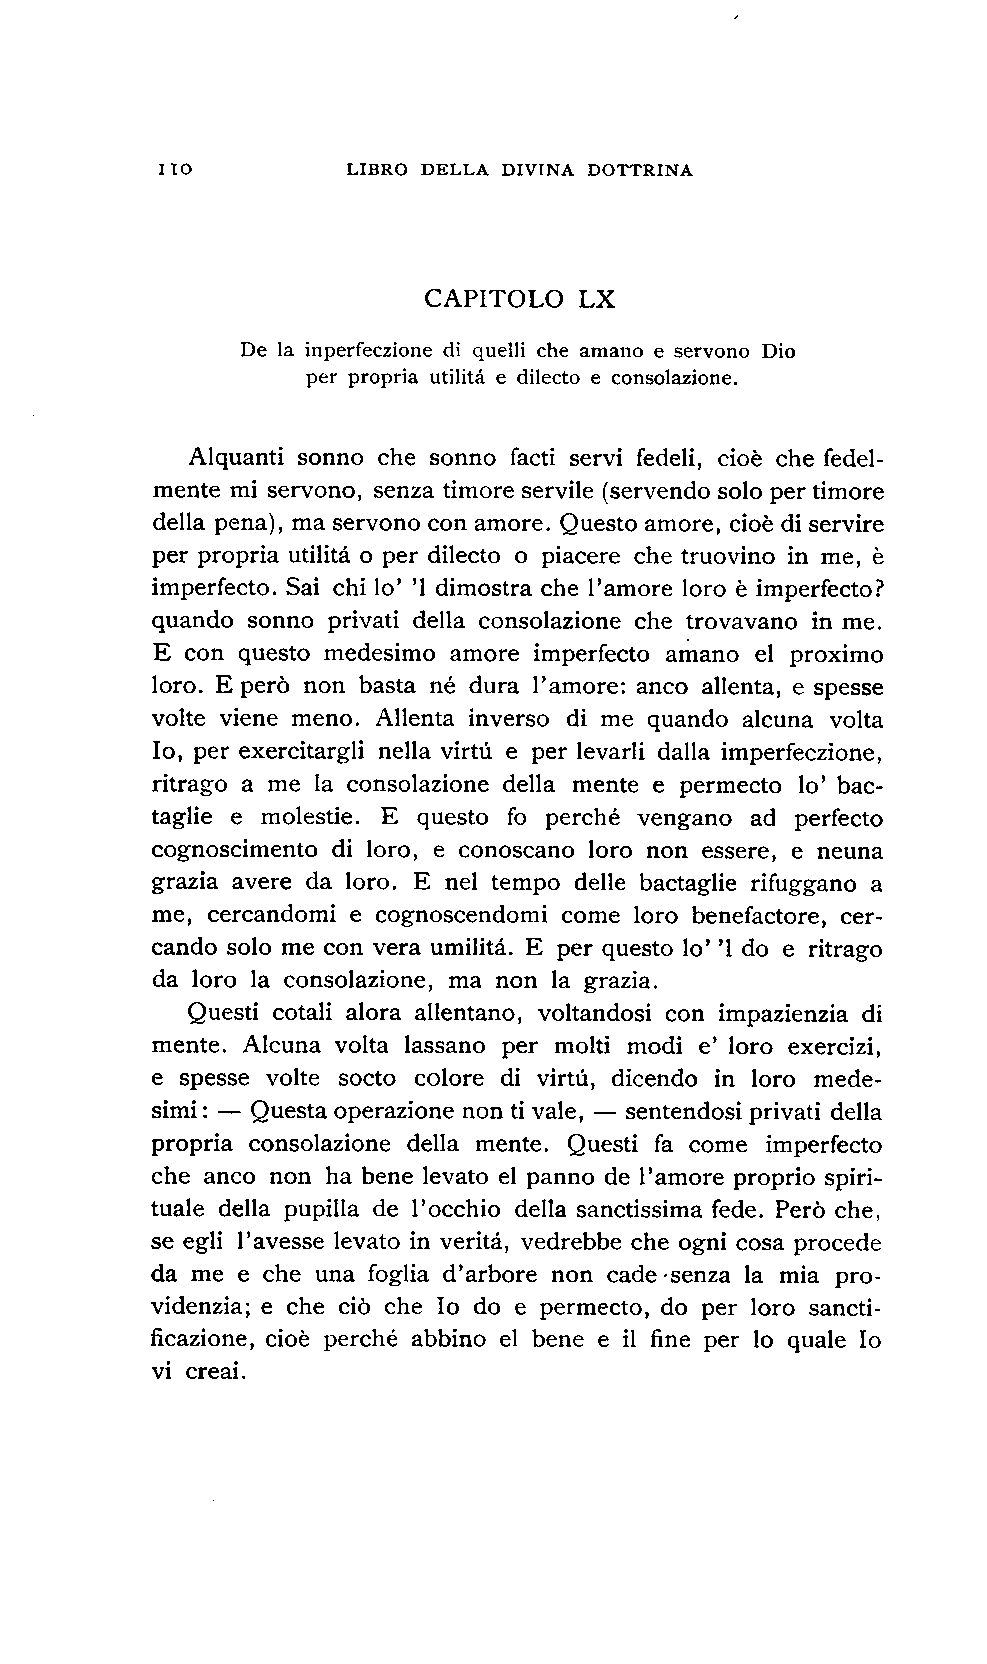 110 LIBRO DELLA DIVINA DOTTRINA
CAPITOLO LX
De la inperfeczione di quelli che amano e servono Dio
per propria utilitá e dilecto e consolazione.
Alquanti sonno che sonno facti servi fedeli, cioè che fedel-
mente mi servono, senza timore servile (servendo solo per timore
della pena), ma servono con amore. Questo amore, cioè di servire
per propria utilitá o per dilecto o piacere che truovino in me, è
imperfecto. Sai chi lo' 'l dimostra che l'amore loro è imperfecto?
quando sonno privati della consolazione che trovavano in me.
E con questo medesimo amore imperfecto amano el proximo
loro. E però non basta né dura l'amore: anco allenta, e spesse
volte viene meno. Allenta inverso di me quando alcuna volta
Io, per exercitargli nella virtú e per levarli dalla imperfeczione,
ritrago a me la consolazione della mente e permecto lo' bac-
taglie e molestie. E questo fo perché vengano ad perfecto
cognoscimento di loro, e conoscano loro non essere, e neuna
grazia avere da loro. E nel tempo delle bactaglie rifuggano a
me, cercandomi e cognoscendomi come loro benefactore, cer-
cando solo me con vera umilitá. E per questo lo' 'l do e ritrago
da loro la consolazione, ma non la grazia.
Questi cotali alora allentano, voltandosi con impazienzia di
mente. Alcuna volta lassano per molti modi e' loro exercizi,
e spesse volte socto colore di virtú, dicendo in loro mede-
simi: — Questa operazione non ti vale, — sentendosi privati della
propria consolazione della mente. Questi fa come imperfecto
che anco non ha bene levato el panno de l'amore proprio spiri-
tuale della pupilla de l'occhio della sanctissima fede. Però che,
se egli l'avesse levato in veritá, vedrebbe che ogni cosa procede
da me e che una foglia d'arbore non cade senza la mia pro-
videnzia; e che ciò che Io do e permecto, do per loro sancti-
ficazione, cioè perché abbino el bene e il fine per lo quale Io
vi creai.